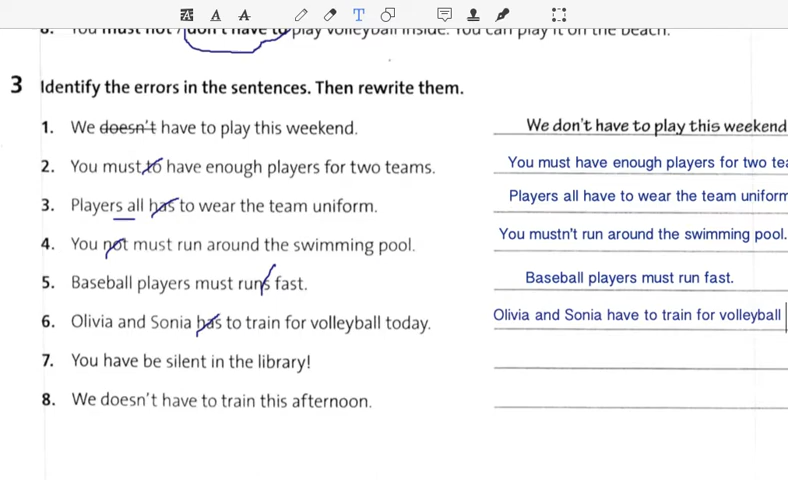 8. You must not / don't have to play volleyball inside. You can play it on the beach.
3 Identify the errors in the sentences. Then rewrite them.
1. We doesn't have to play this weekend. We don't have to play this weekend
2. You must to have enough players for two teams. You must have enough players for two tea
3. Players all has to wear the team uniform. Players all have to wear the team uniform
4. You not must run around the swimming pool. You mustn't run around the swimming pool.
5. Baseball players must runs fast. Baseball players must run fast.
6. Olivia and Sonia has to train for volleyball today. Olivia and Sonia have to train for volleyball
7. You have be silent in the library!
8. We doesn't have to train this afternoon.